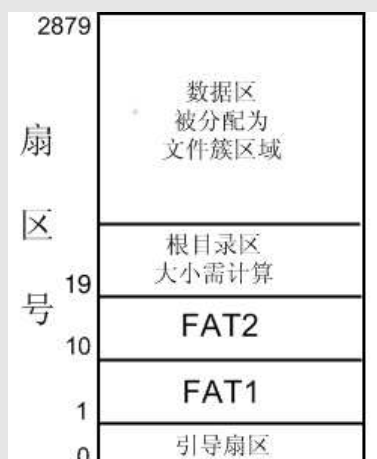 2879
数据区
被分配为
文件簇区域
扇
区
号
根目录区
大小需计算
19
FAT2
10
FAT1
1
引导扇区
0